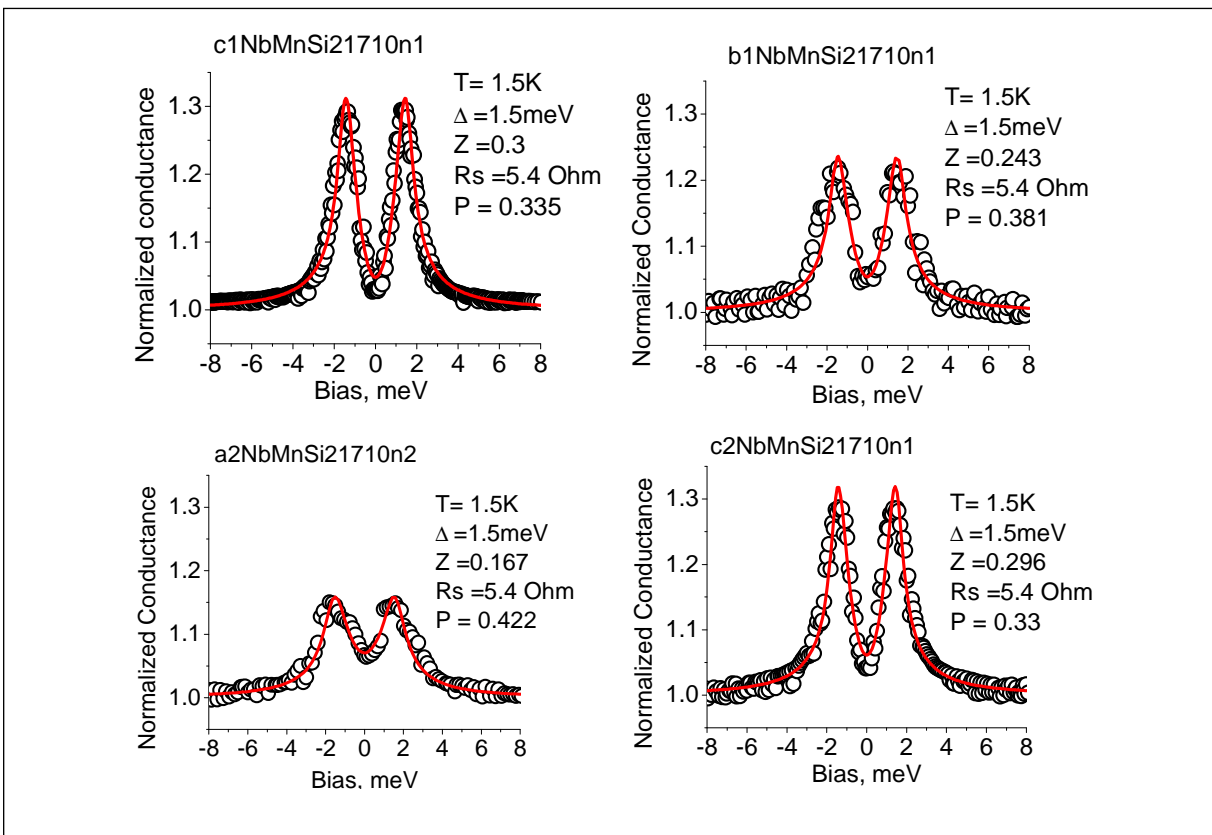 c1NbMnSi21710n1
T= 1.5K
Δ =1.5meV
Z =0.3
Rs =5.4 Ohm
P = 0.335
Normalized conductance
1.3
1.2
1.1
1.0
-8 -6 -4 -2 0 2 4 6 8
Bias, meV
b1NbMnSi21710n1
T= 1.5K
Δ =1.5meV
Z =0.243
Rs =5.4 Ohm
P = 0.381
Normalized Conductance
1.3
1.2
1.1
1.0
-8 -6 -4 -2 0 2 4 6 8
Bias, meV
a2NbMnSi21710n2
T= 1.5K
Δ =1.5meV
Z =0.167
Rs =5.4 Ohm
P = 0.422
Normalized Conductance
1.3
1.2
1.1
1.0
-8 -6 -4 -2 0 2 4 6 8
Bias, meV
c2NbMnSi21710n1
T= 1.5K
Δ =1.5meV
Z =0.296
Rs =5.4 Ohm
P = 0.33
Normalized Conductance
1.3
1.2
1.1
1.0
-8 -6 -4 -2 0 2 4 6 8
Bias, meV